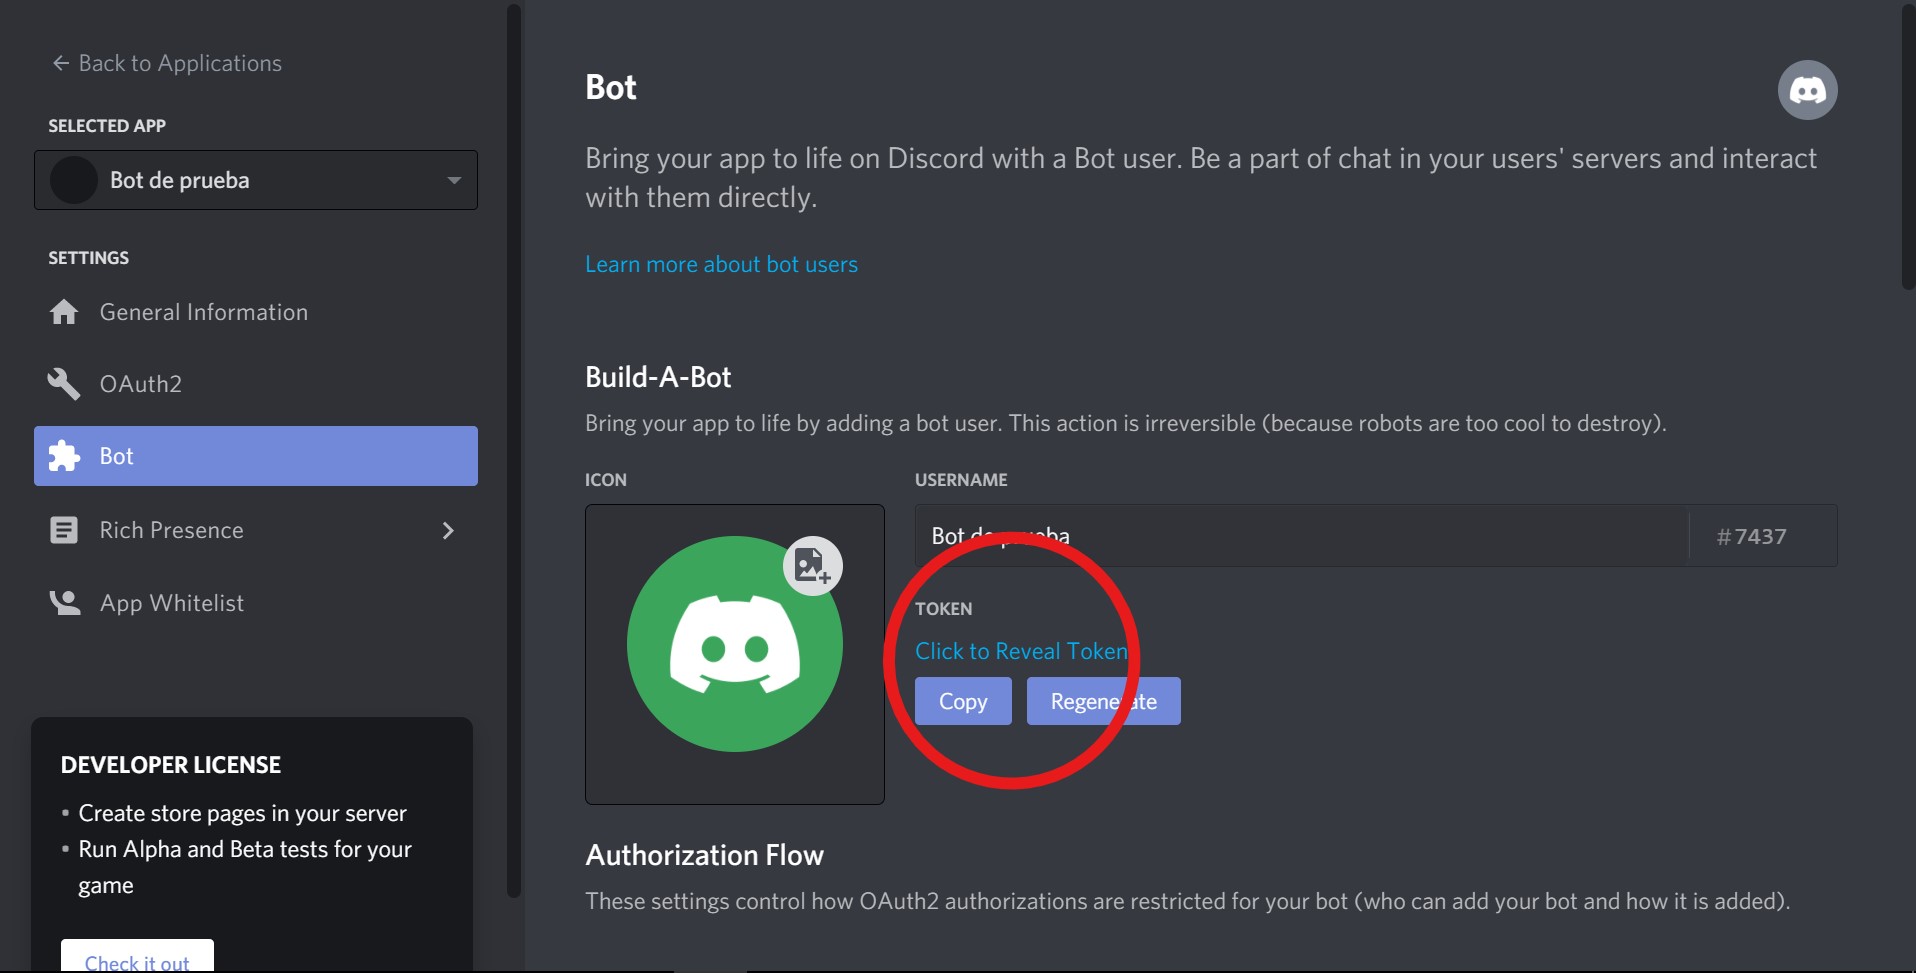 Back to Applications
SELECTED APP
Bot de prueba
SETTINGS
General Information
OAuth2
Bot
Rich Presence
App Whitelist
DEVELOPER LICENSE
Create store pages in your server
Run Alpha and Beta tests for your
game
Check it out
Bot
Bring your app to life on Discord with a Bot user. Be a part of chat in your users' servers and interact
with them directly.
Learn more about bot users
Build-A-Bot
Bring your app to life by adding a bot user. This action is irreversible (because robots are too cool to destroy).
ICON
USERNAME
Bot de prueba
#7437
TOKEN
Click to Reveal Token
Copy
Regenerate
Authorization Flow
These settings control how OAuth2 authorizations are restricted for your bot (who can add your bot and how it is added).